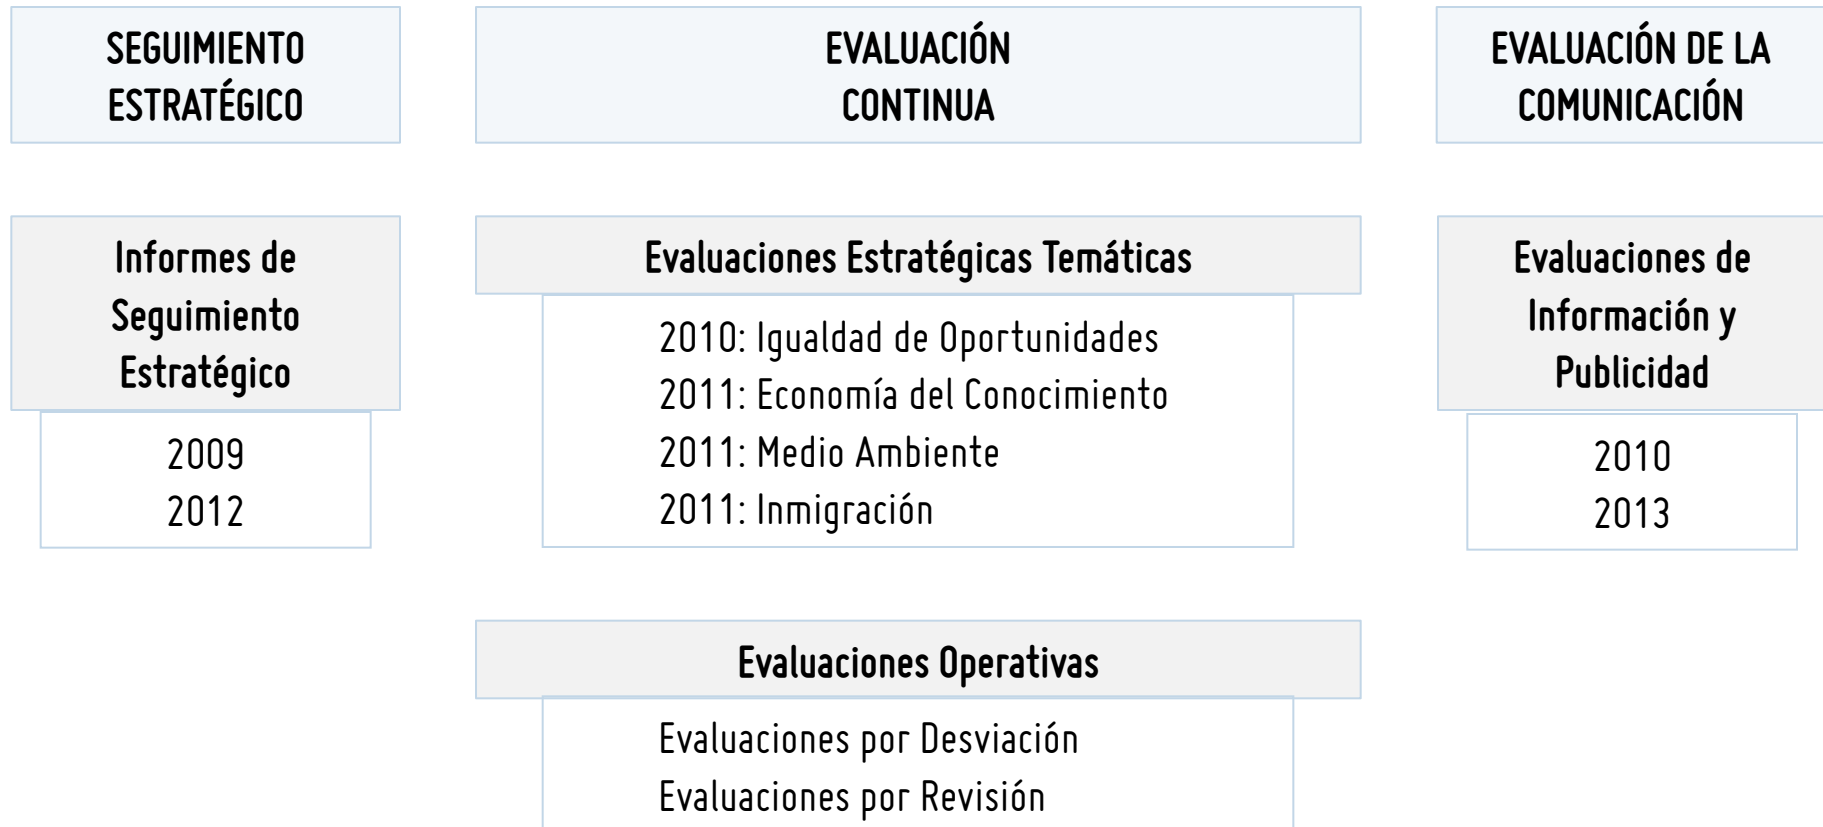 SEGUIMIENTO
ESTRATÉGICO
EVALUACIÓN
CONTINUA
EVALUACIÓN DE LA
COMUNICACIÓN
Informes de
Seguimiento
Estratégico
2009
2012
Evaluaciones Estratégicas Temáticas
2010: Igualdad de Oportunidades
2011: Economía del Conocimiento
2011: Medio Ambiente
2011: Inmigración
Evaluaciones de
Información y
Publicidad
2010
2013
Evaluaciones Operativas
Evaluaciones por Desviación
Evaluaciones por Revisión